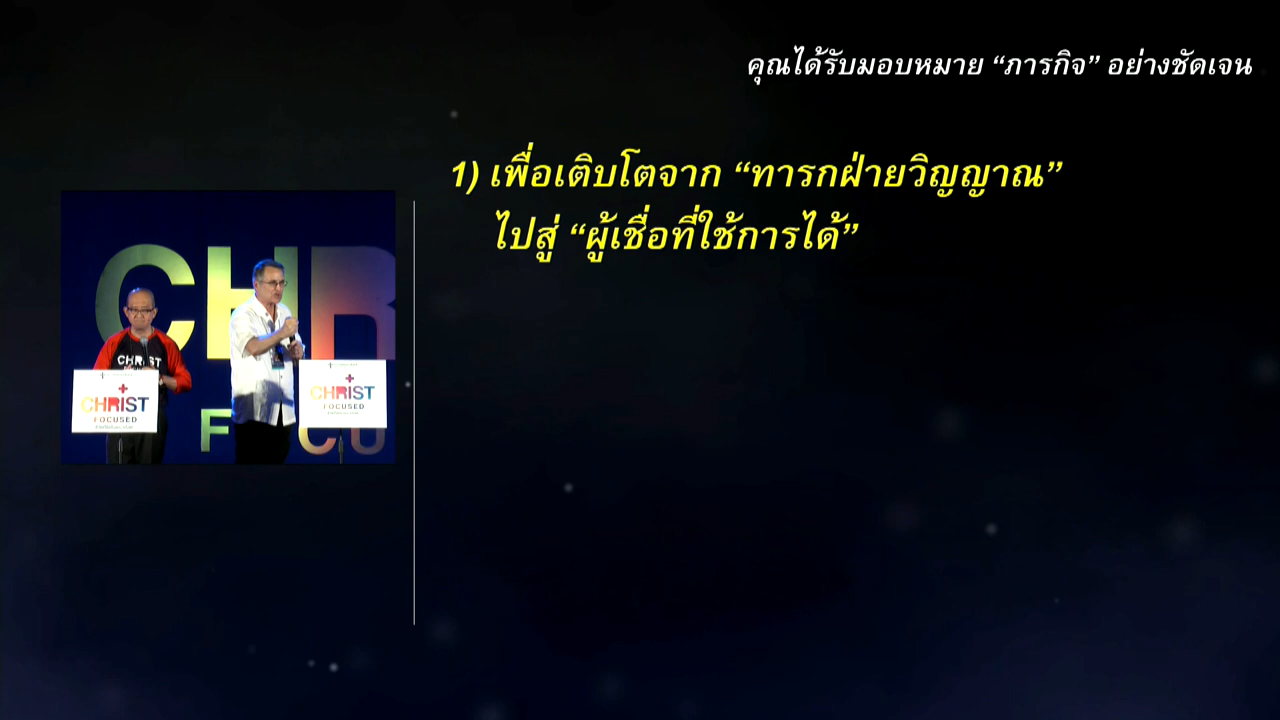 คุณได้รับมอบหมาย “ภารกิจ” อย่างชัดเจน
1) เพื่อเติบโตจาก “ทารกฝ่ายวิญญาณ”
ไปสู่ “ผู้เชื่อที่ใช้การได้”
CHR
CHRIST
CHRIST
FOCUSED
CHRIST
FOCUSED
F CU